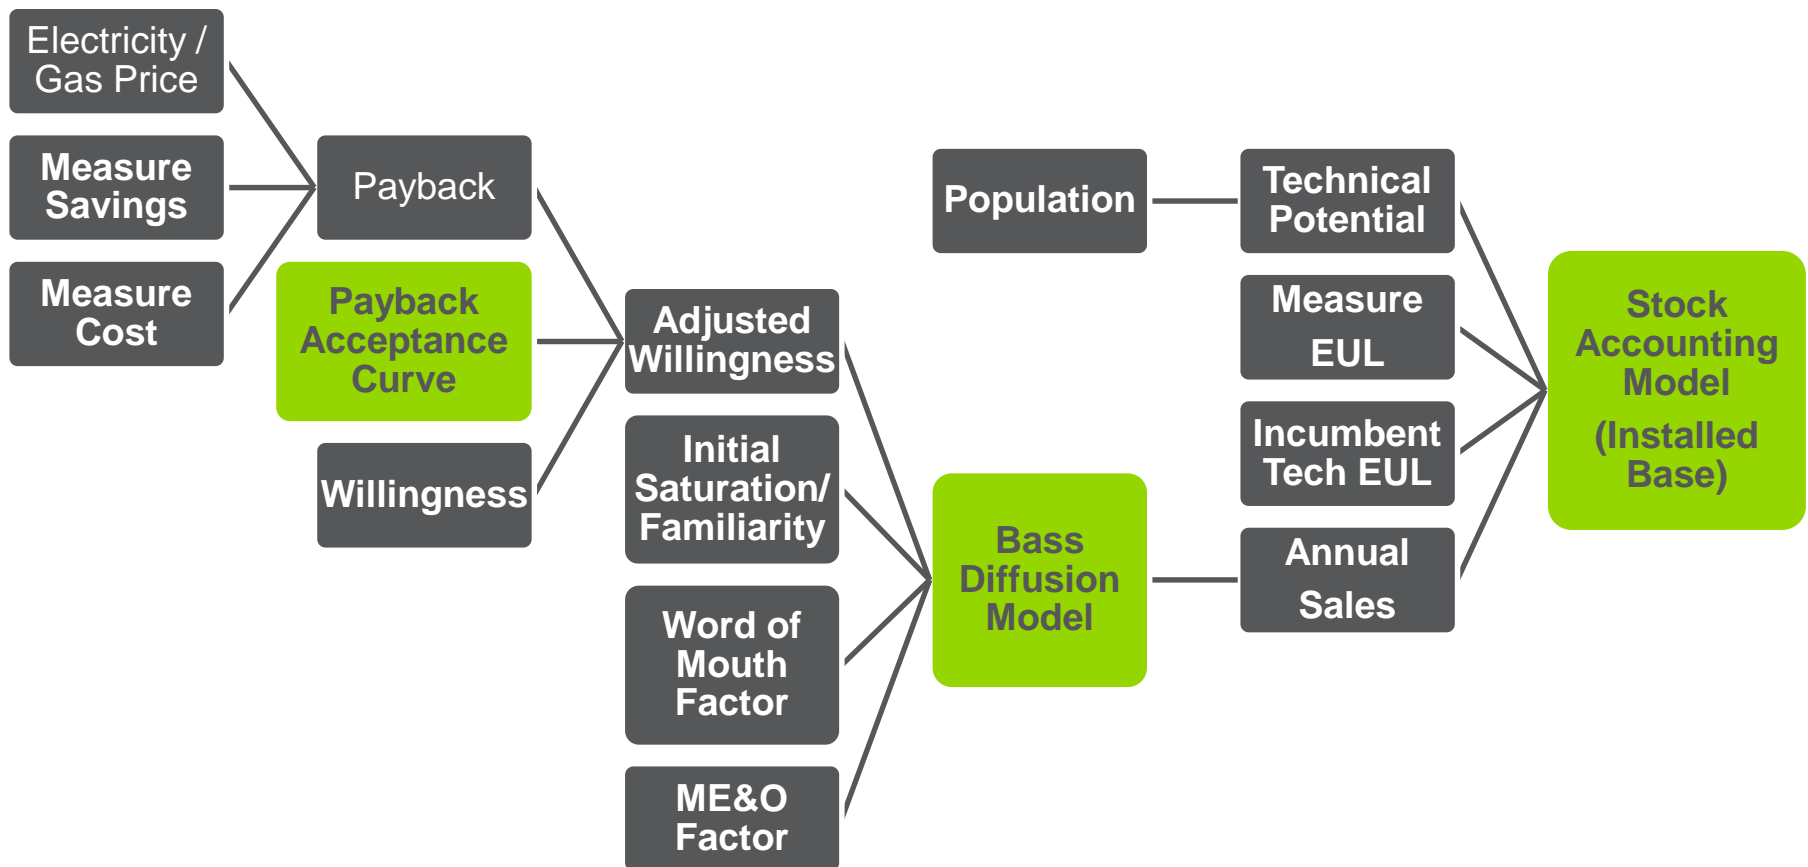 Electricity /
Gas Price
Measure
Savings
Measure
Cost
Payback
Payback
Acceptance
Curve
Willingness
Adjusted
Willingness
Initial
Saturation/
Familiarity
Word of
Mouth
Factor
ME&O
Factor
Population
Bass
Diffusion
Model
Technical
Potential
Measure
EUL
Incumbent
Tech EUL
Annual
Sales
Stock
Accounting
Model
(Installed
Base)